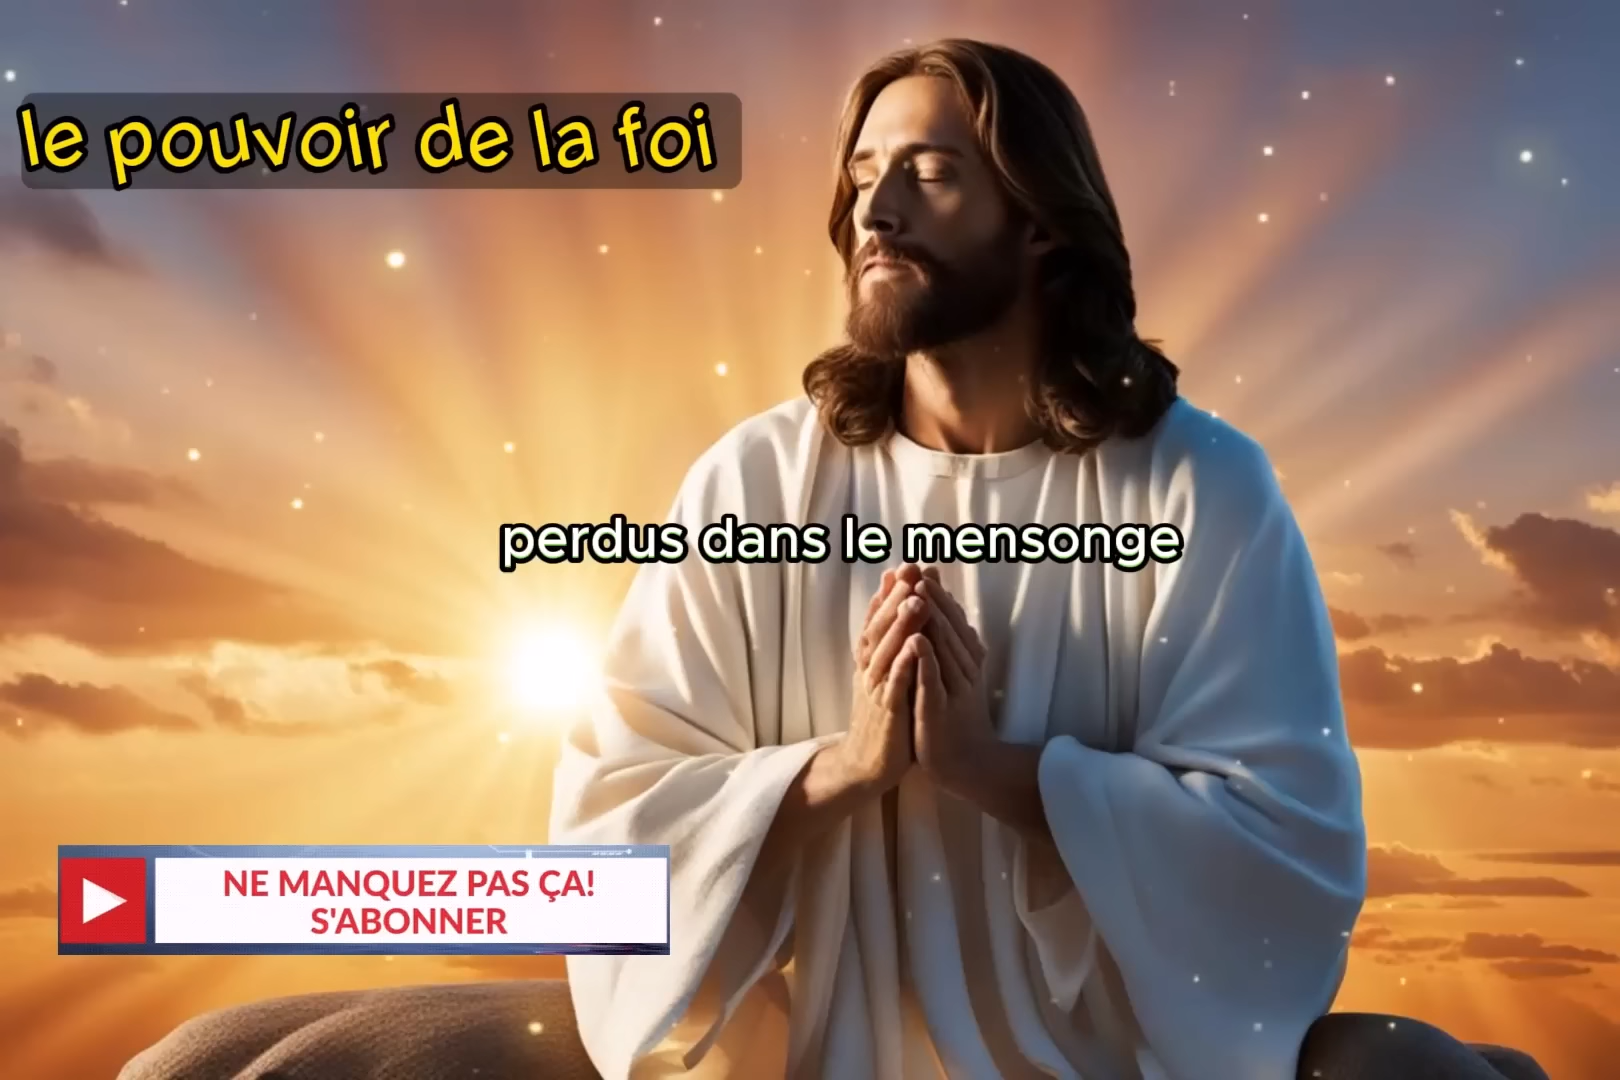 le pouvoir de la foi
perdus dans le mensonge
NE MANQUEZ PAS ÇA!
S'ABONNER